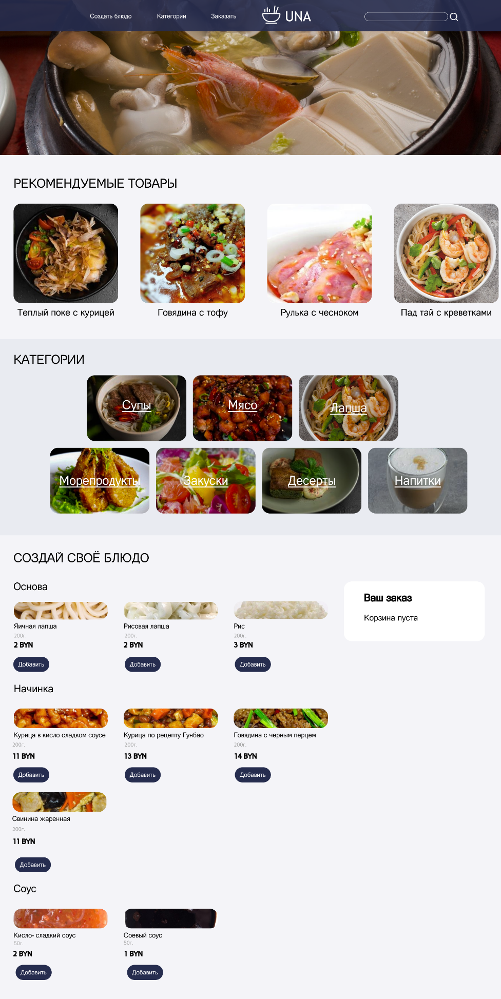 Создать блюдо Категории Заказать UNA
РЕКОМЕНДУЕМЫЕ ТОВАРЫ
Теплый поке с курицей Говядина с тофу Рулька с чесноком Пад тай с креветками
КАТЕГОРИИ
Супы Мясо Лапша
Морепродукты Закуски Десерты Напитки
СОЗДАЙ СВОЁ БЛЮДО
Основа
Ваш заказ
Корзина пуста
Яичная лапша Рисовая лапша Рис
200г. 200г. 200г.
2 BYN 2 BYN 3 BYN
Добавить Добавить Добавить
Начинка
Курица в кисло сладком соусе Курица по рецепту Гунбао Говядина с черным перцем
200г. 200г. 200г.
11 BYN 13 BYN 14 BYN
Добавить Добавить Добавить
Свинина жаренная
200г.
11 BYN
Добавить
Соус
Кисло- сладкий соус Соевый соус
50г. 50г.
2 BYN 1 BYN
Добавить Добавить